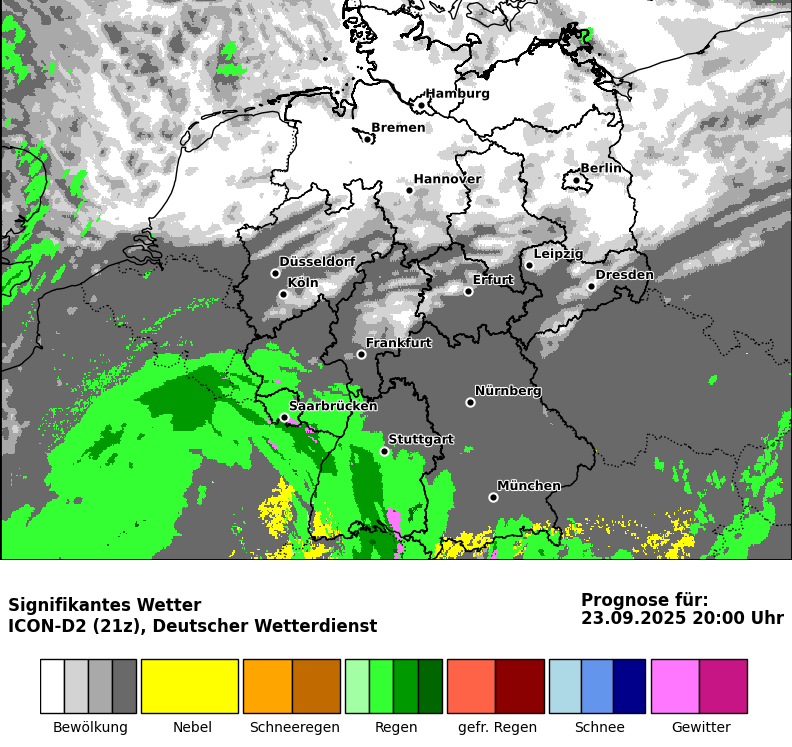 Hamburg
Bremen
Berlin
Hannover
Leipzig
Düsseldorf
Dresden
Köln
Erfurt
Frankfurt
Nürnberg
Saarbrücken
Stuttgart
München
Signifikantes Wetter
ICON-D2 (21z), Deutscher Wetterdienst
Prognose für:
23.09.2025 20:00 Uhr
Bewölkung Nebel Schneeregen Regen gefr. Regen Schnee Gewitter